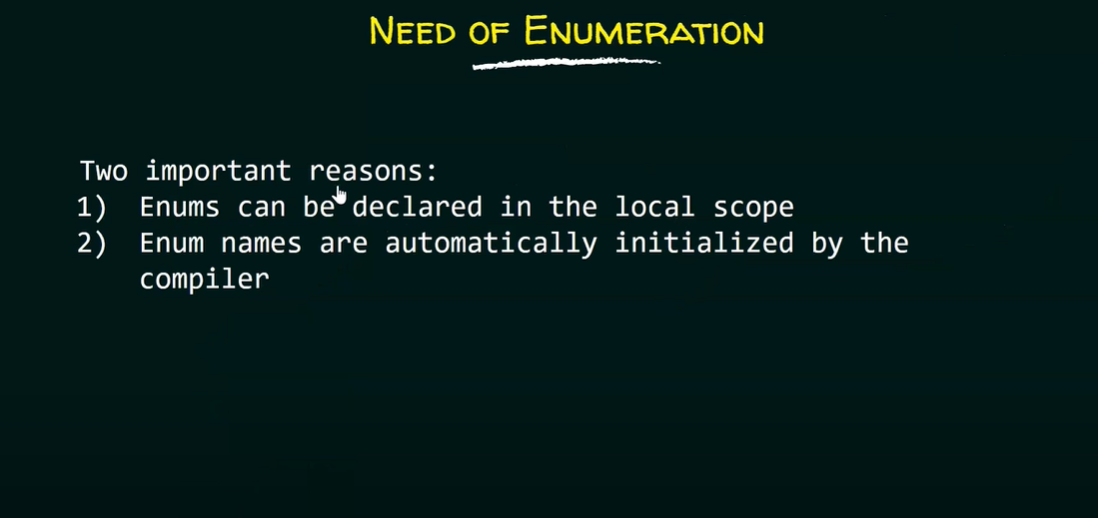 NEED OF ENUMERATION
Two important reasons:
1) Enums can be declared in the local scope
2) Enum names are automatically initialized by the
compiler